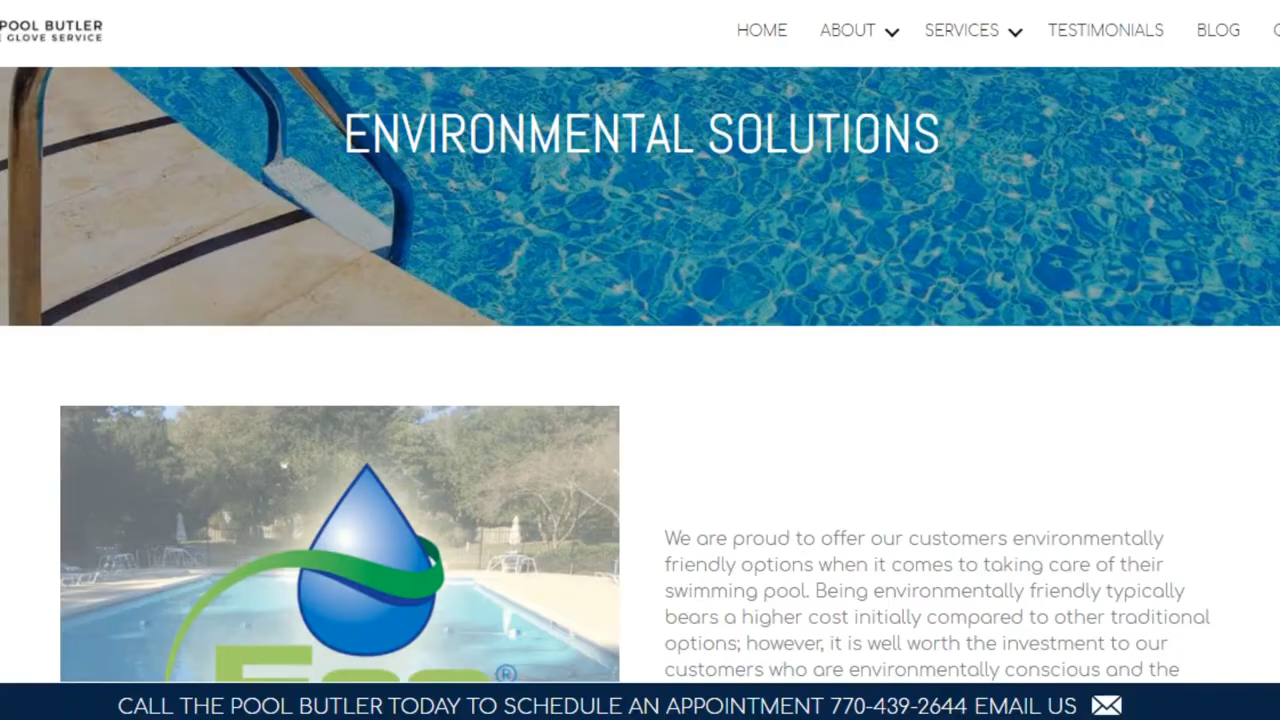 POOL BUTLER
GLOVE SERVICE
HOME ABOUT SERVICES TESTIMONIALS BLOG
ENVIRONMENTAL SOLUTIONS
We are proud to offer our customers environmentally
friendly options when it comes to taking care of their
swimming pool. Being environmentally friendly typically
bears a higher cost initially compared to other traditional
options; however, it is well worth the investment to our
customers who are environmentally conscious and the
Eco ®
CALL THE POOL BUTLER TODAY TO SCHEDULE AN APPOINTMENT 770-439-2644 EMAIL US